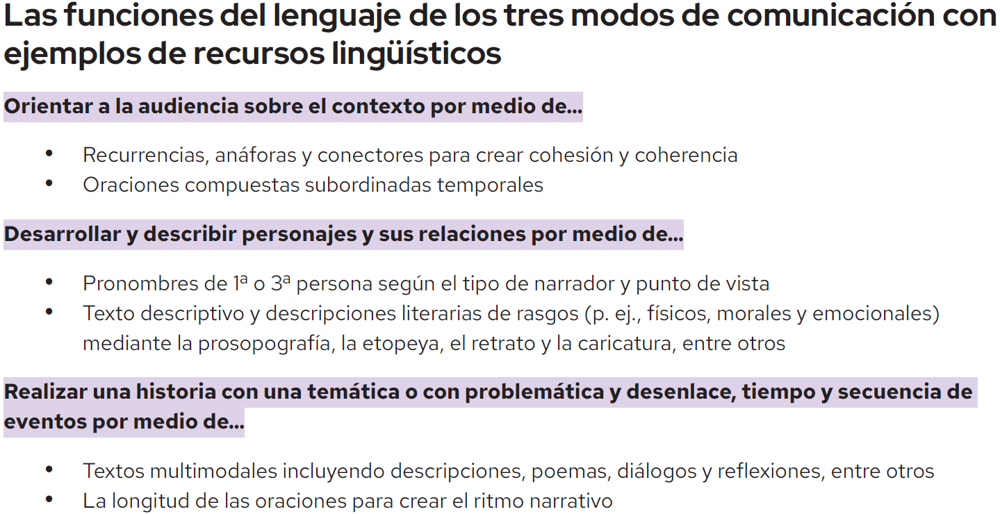 Las funciones del lenguaje de los tres modos de comunicación con
ejemplos de recursos lingüísticos
Orientar a la audiencia sobre el contexto por medio de...
• Recurrencias, anáforas y conectores para crear cohesión y coherencia
• Oraciones compuestas subordinadas temporales
Desarrollar y describir personajes y sus relaciones por medio de...
• Pronombres de 1ª o 3ª persona según el tipo de narrador y punto de vista
• Texto descriptivo y descripciones literarias de rasgos (p. ej., físicos, morales y emocionales)
mediante la prosopografía, la etopeya, el retrato y la caricatura, entre otros
Realizar una historia con una temática o con problemática y desenlace, tiempo y secuencia de
eventos por medio de...
• Textos multimodales incluyendo descripciones, poemas, diálogos y reflexiones, entre otros
• La longitud de las oraciones para crear el ritmo narrativo